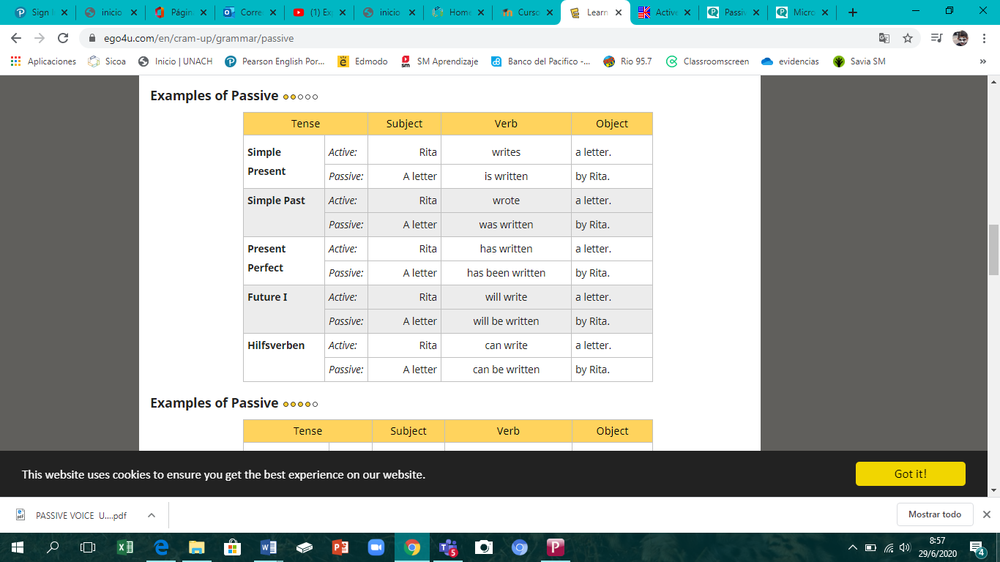 Sign
inicio
Págin
Corre
(1) Ex
inicio
Home
Curso
Learn
Active
Passiv
Micro
ego4u.com/en/cram-up/grammar/passive
Aplicaciones
Sicoa
Inicio | UNACH
Pearson English Por...
Edmodo
SM Aprendizaje
Banco del Pacifico -...
Rio 95.7
Classroomscreen
evidencias
Savia SM
»
Examples of Passive
Tense Subject Verb Object
Simple Present Active: Rita writes a letter.
Passive: A letter is written by Rita.
Simple Past Active: Rita wrote a letter.
Passive: A letter was written by Rita.
Present Perfect Active: Rita has written a letter.
Passive: A letter has been written by Rita.
Future I Active: Rita will write a letter.
Passive: A letter will be written by Rita.
Hilfsverben Active: Rita can write a letter.
Passive: A letter can be written by Rita.
Examples of Passive
Tense Subject Verb Object
This website uses cookies to ensure you get the best experience on our website.
Got it!
PASSIVE VOICE U....pdf
Mostrar todo
8:57
29/6/2020
5
4